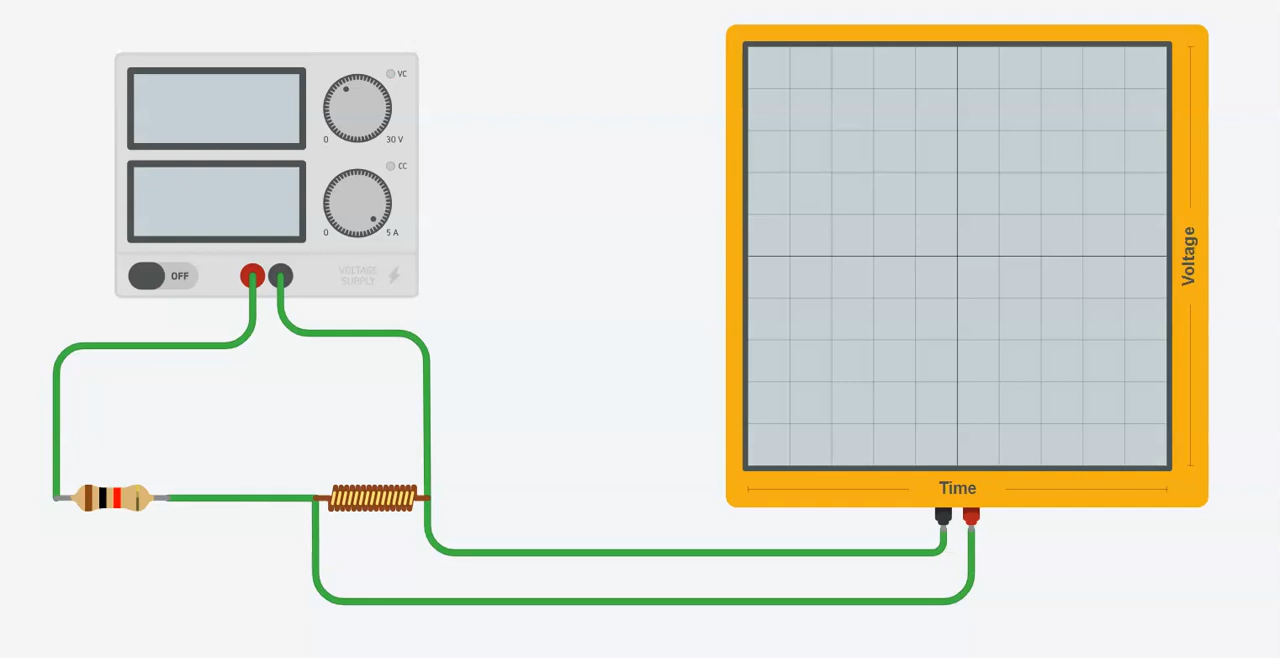 VC
0
30 V
CC
0
5 A
OFF
VOLTAGE
SUPPLY
Voltage
Time